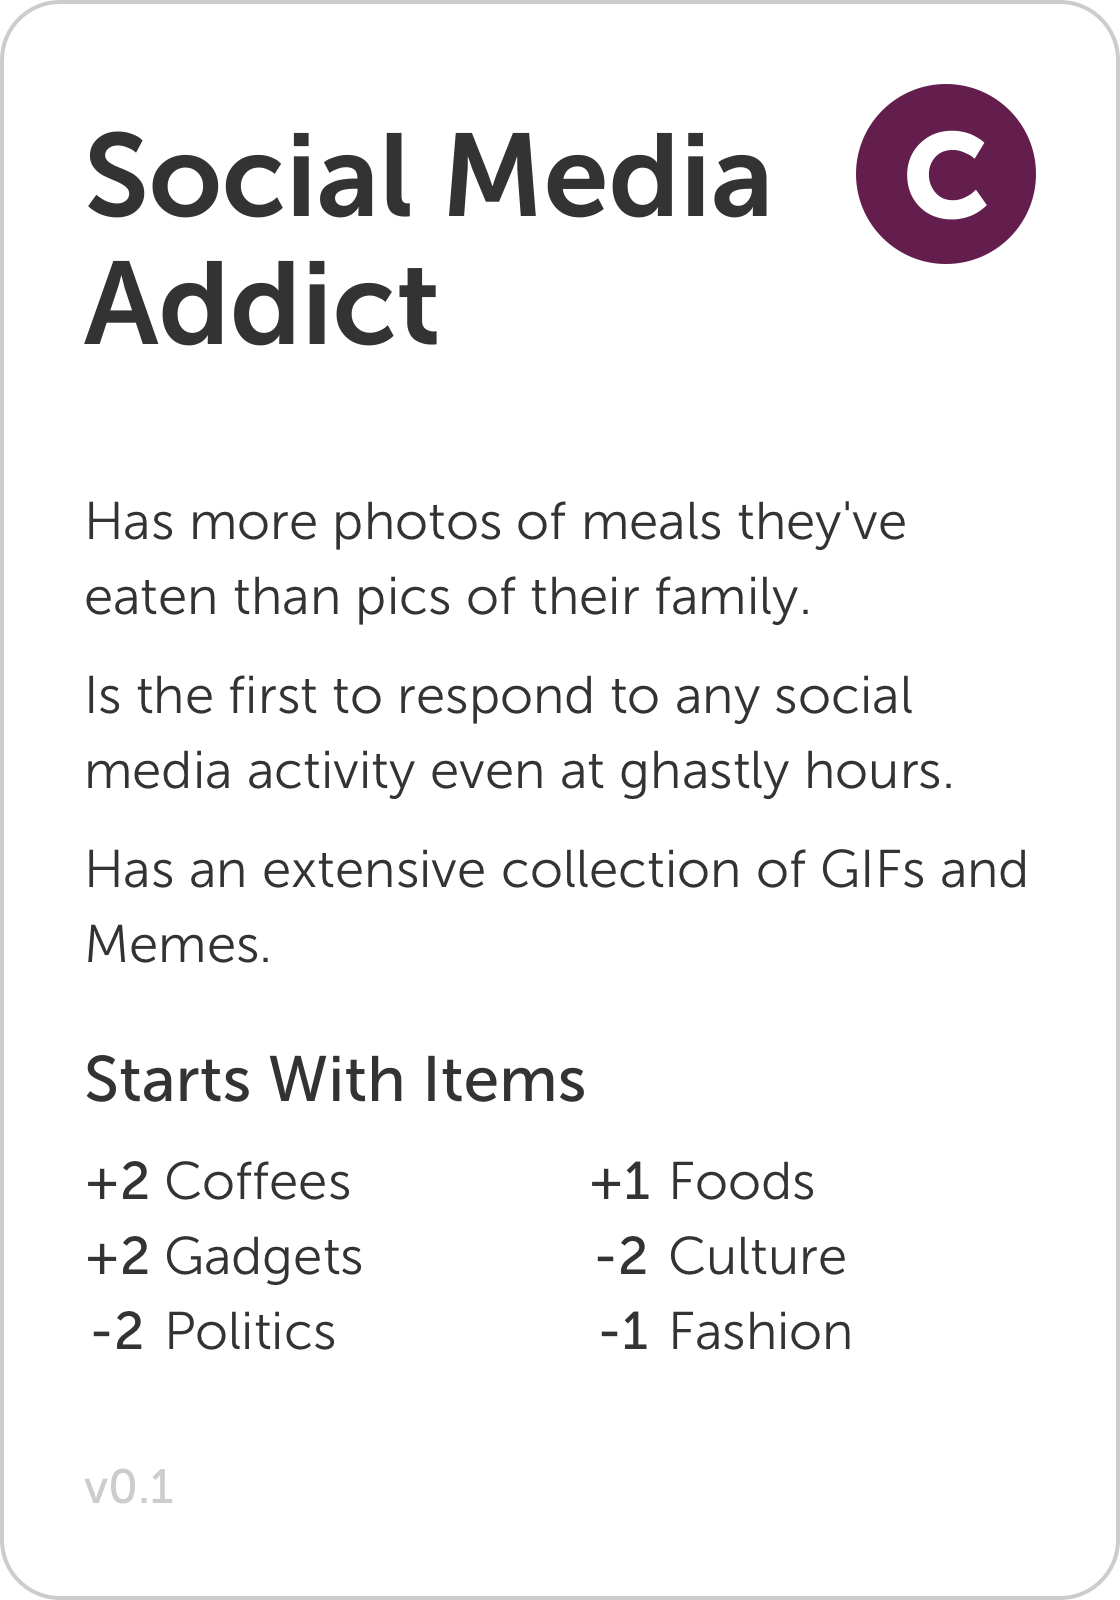 Social Media
Addict
C
Has more photos of meals they've
eaten than pics of their family.
Is the first to respond to any social
media activity even at ghastly hours.
Has an extensive collection of GIFs and
Memes.
Starts With Items
+2 Coffees
+1 Foods
+2 Gadgets
-2 Culture
-2 Politics
-1 Fashion
v0.1